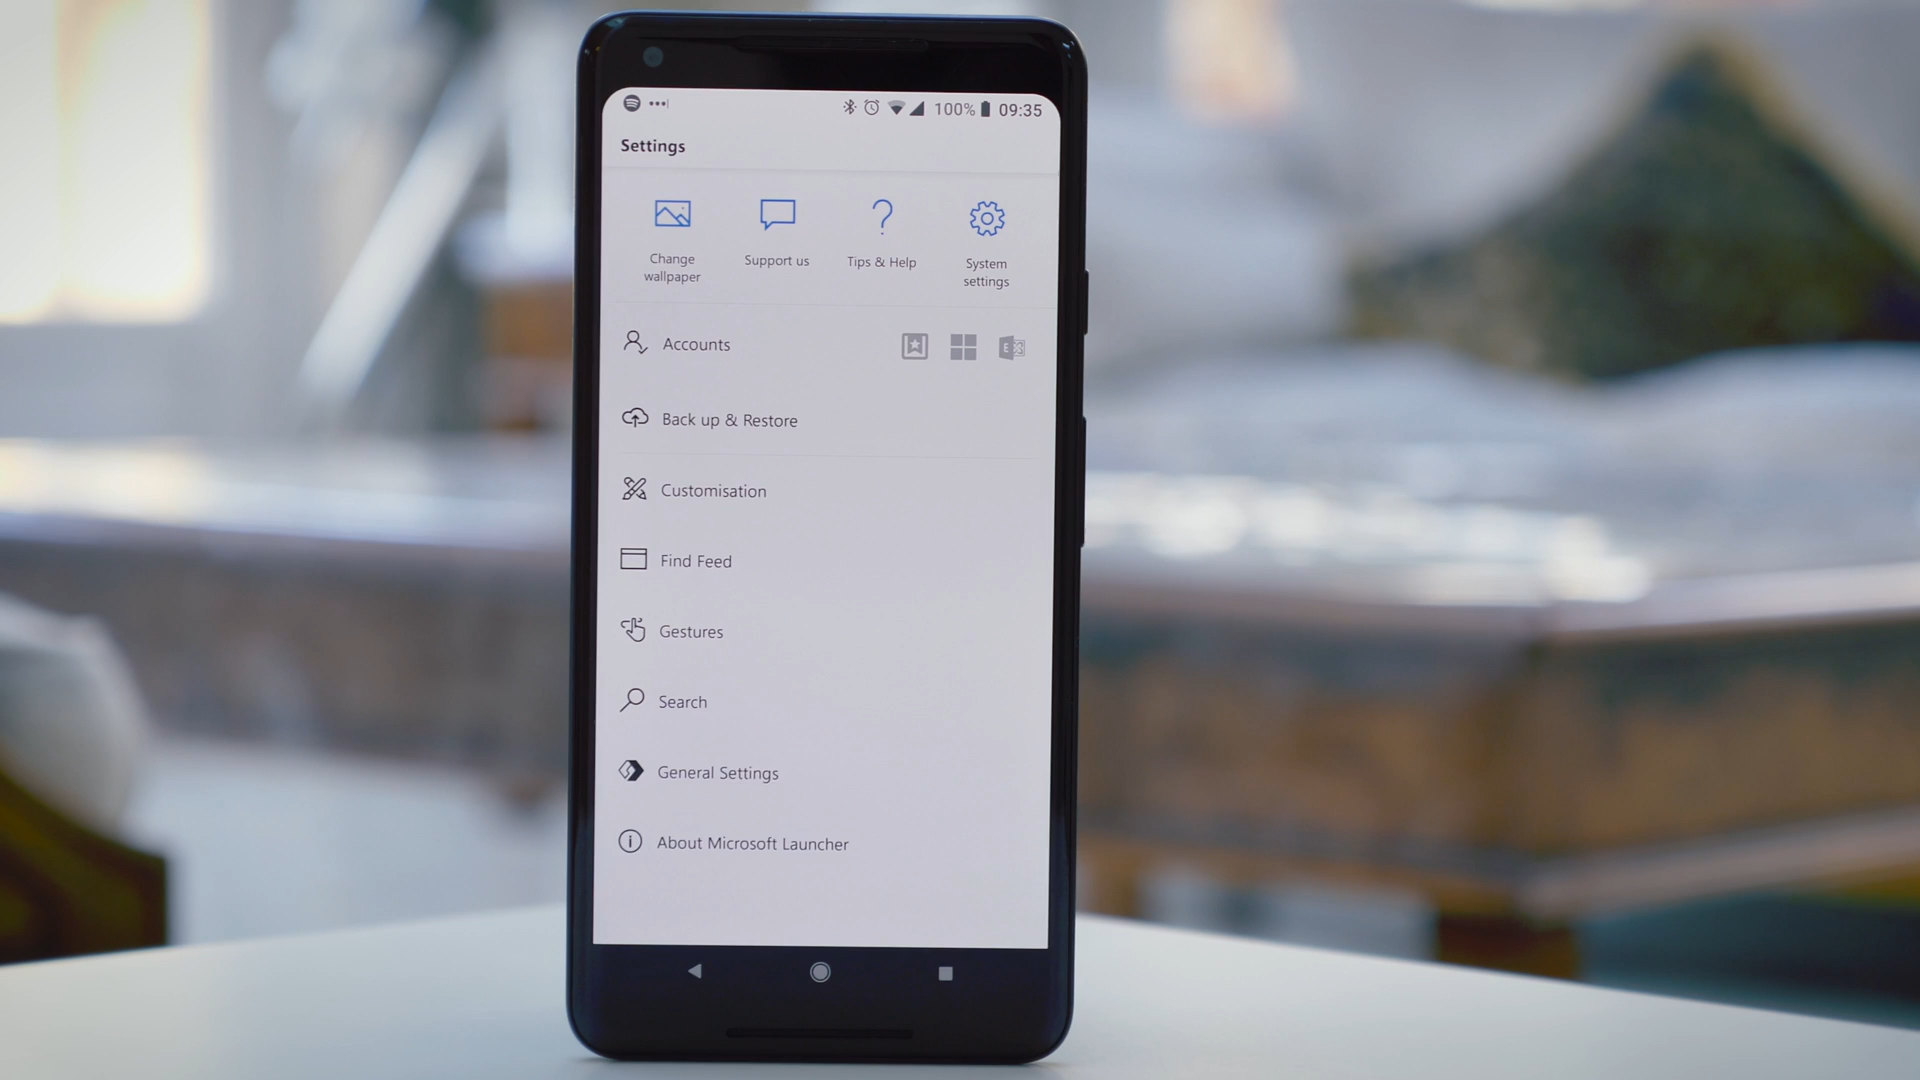 100% 09:35
Settings
Change
wallpaper
Support us
Tips & Help
System
settings
Accounts
E
Back up & Restore
Customisation
Find Feed
Gestures
Search
General Settings
About Microsoft Launcher